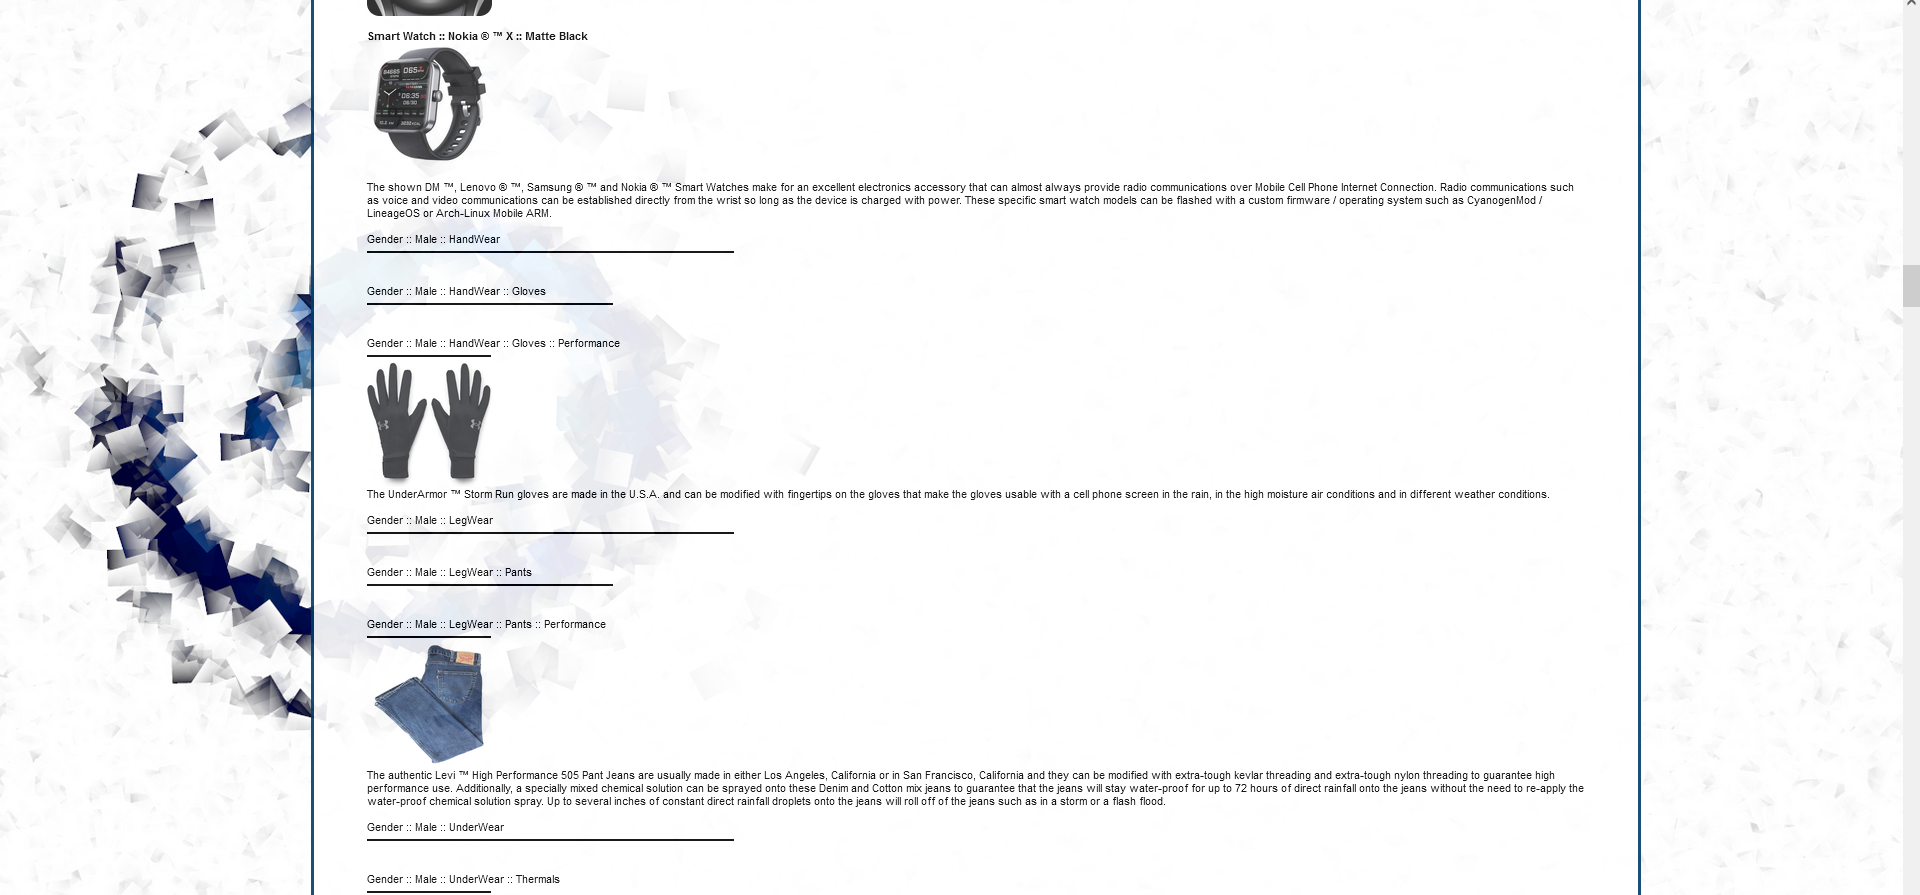 Smart Watch :: Nokia ® ™ X :: Matte Black
The shown DM ™, Lenovo ® ™, Samsung ® ™ and Nokia ® ™ Smart Watches make for an excellent electronics accessory that can almost always provide radio communications over Mobile Cell Phone Internet Connection. Radio communications such
as voice and video communications can be established directly from the wrist so long as the device is charged with power. These specific smart watch models can be flashed with a custom firmware / operating system such as CyanogenMod /
LineageOS or Arch-Linux Mobile ARM.
Gender :: Male :: HandWear
Gender :: Male :: HandWear :: Gloves
Gender :: Male :: HandWear :: Gloves :: Performance
The UnderArmor ™ Storm Run gloves are made in the U.S.A. and can be modified with fingertips on the gloves that make the gloves usable with a cell phone screen in the rain, in the high moisture air conditions and in different weather conditions.
Gender :: Male :: LegWear
Gender :: Male :: LegWear :: Pants
Gender :: Male :: LegWear :: Pants :: Performance
The authentic Levi ™ High Performance 505 Pant Jeans are usually made in either Los Angeles, California or in San Francisco, California and they can be modified with extra-tough kevlar threading and extra-tough nylon threading to guarantee high
performance use. Additionally, a specially mixed chemical solution can be sprayed onto these Denim and Cotton mix jeans to guarantee that the jeans will stay water-proof for up to 72 hours of direct rainfall onto the jeans without the need to re-apply the
water-proof chemical solution spray. Up to several inches of constant direct rainfall droplets onto the jeans will roll off of the jeans such as in a storm or a flash flood.
Gender :: Male :: UnderWear
Gender :: Male :: UnderWear :: Thermals